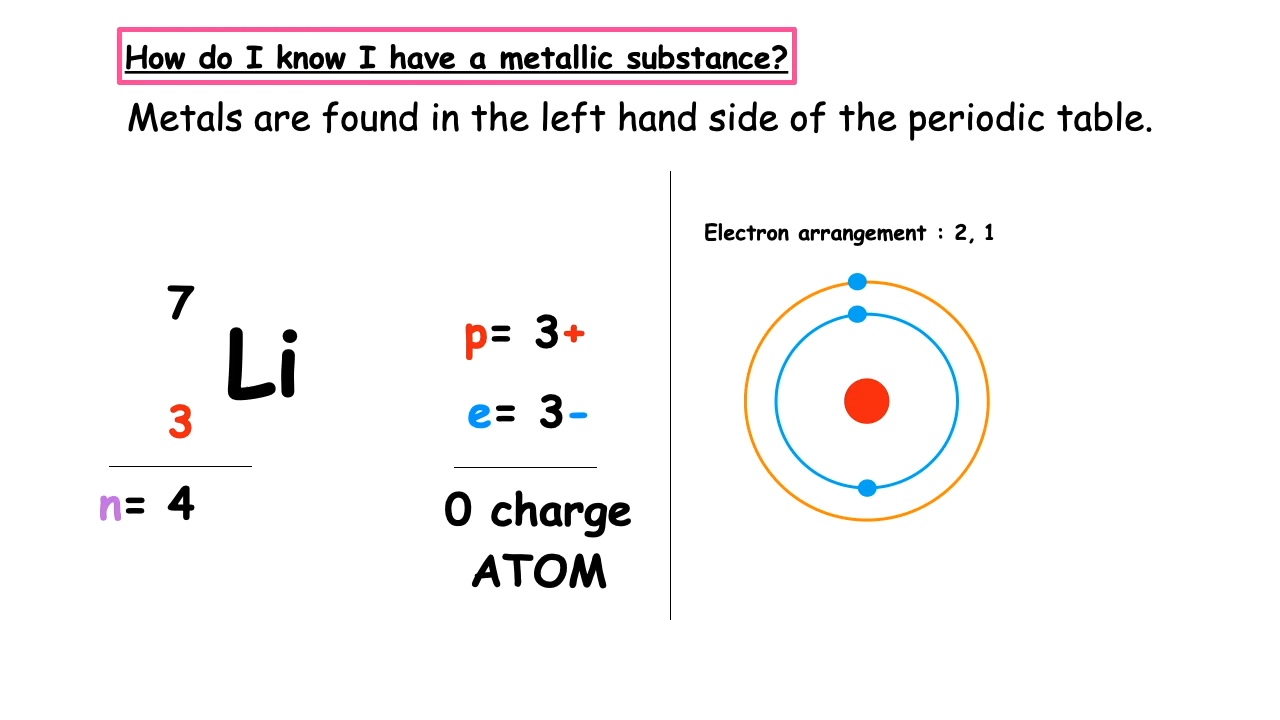 How do I know I have a metallic substance?
Metals are found in the left hand side of the periodic table.
7
Li
3
n= 4
p= 3+
e= 3-
0 charge
ATOM
Electron arrangement : 2, 1